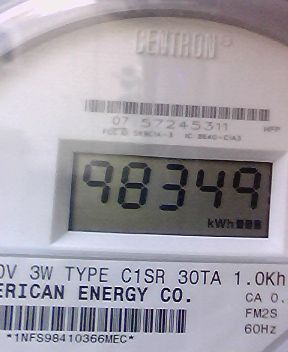 CENTRON®
07 57245311 HFP
98349
kWh
0V 3W TYPE C1SR 30TA 1.0Kh
ERICAN ENERGY CO. CA 0.
FM2S
60Hz
*1NFS98410366MEC*